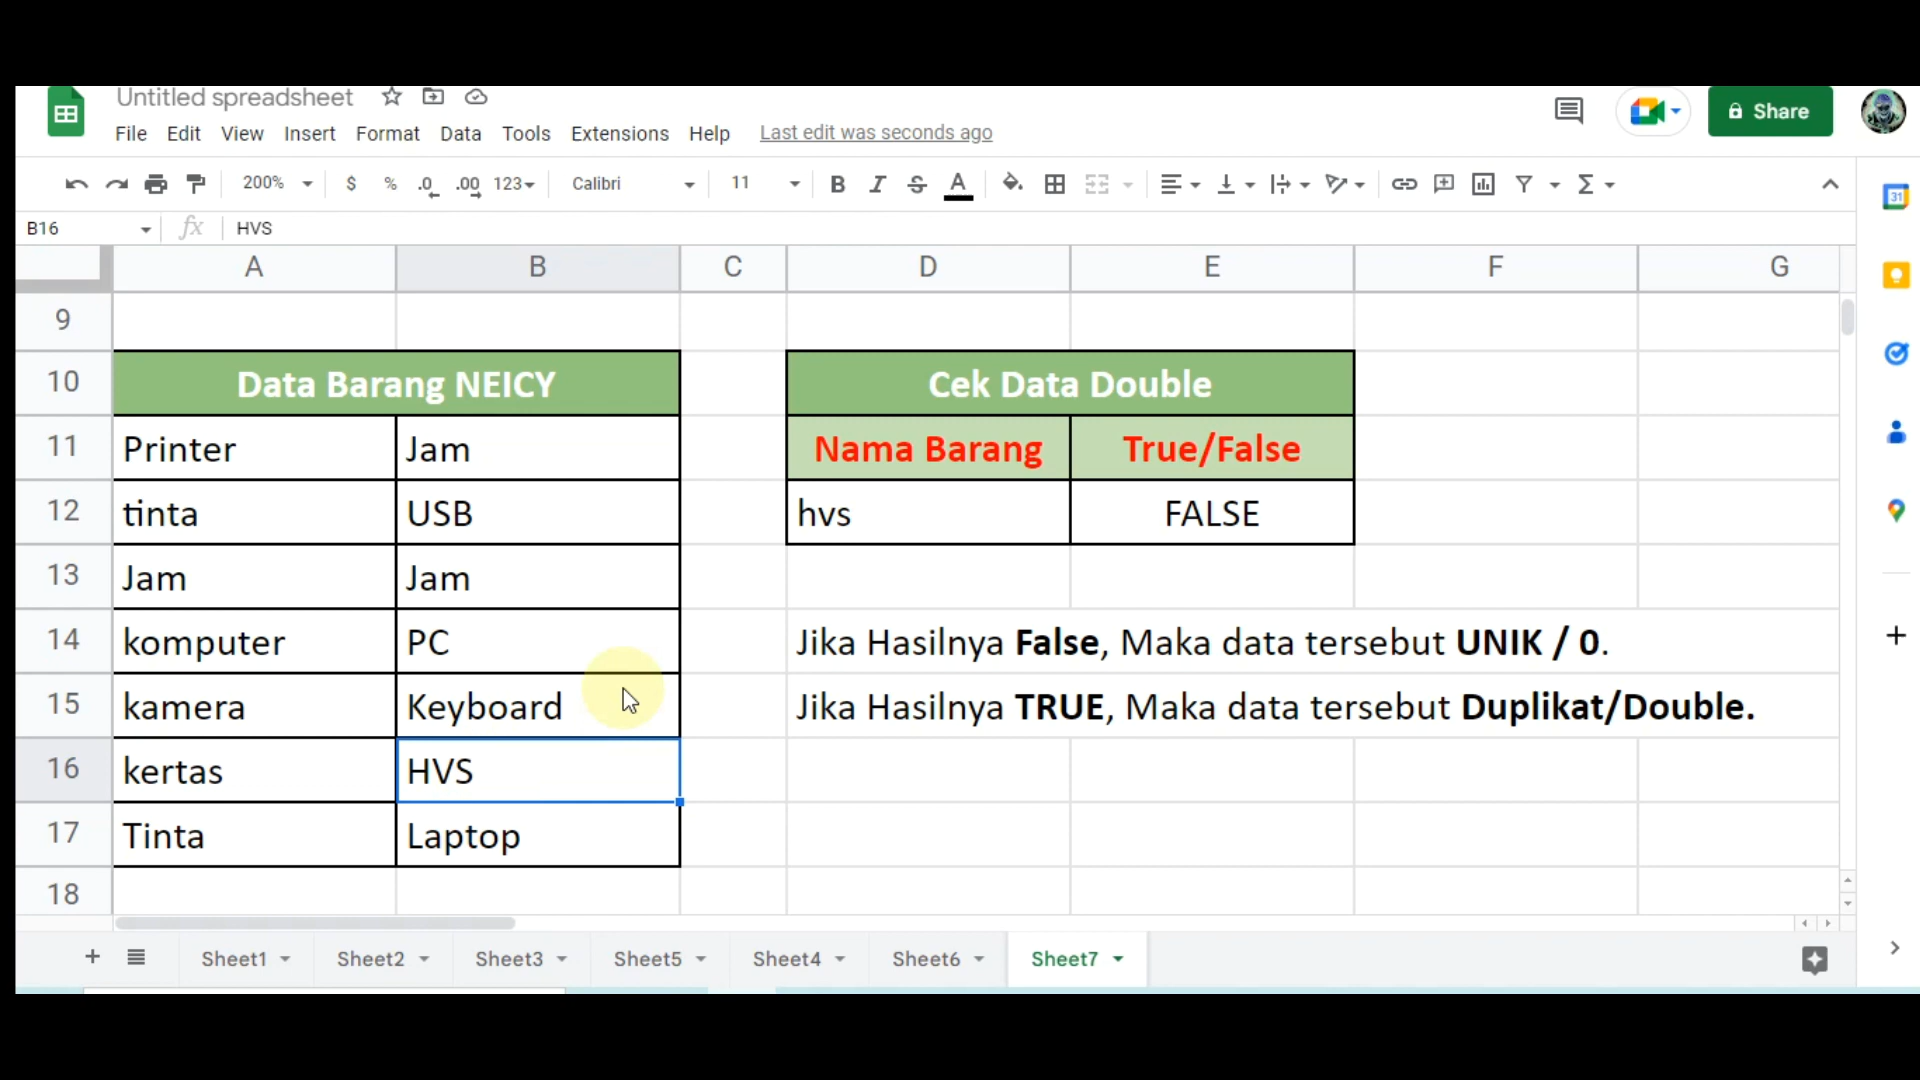 Untitled spreadsheet
File Edit View Insert Format Data Tools Extensions Help Last edit was seconds ago
Share
200% $ % .0 .00 123 Calibri 11 B I S A Σ
31
B16 fx HVS
A B C D E F G
9
10 Data Barang NEICY Cek Data Double
11 Printer Jam Nama Barang True/False
12 tinta USB hvs FALSE
13 Jam Jam
14 komputer PC Jika Hasilnya False, Maka data tersebut UNIK / 0.
15 kamera Keyboard Jika Hasilnya TRUE, Maka data tersebut Duplikat/Double.
16 kertas HVS
17 Tinta Laptop
18
Sheet1 Sheet2 Sheet3 Sheet5 Sheet4 Sheet6 Sheet7